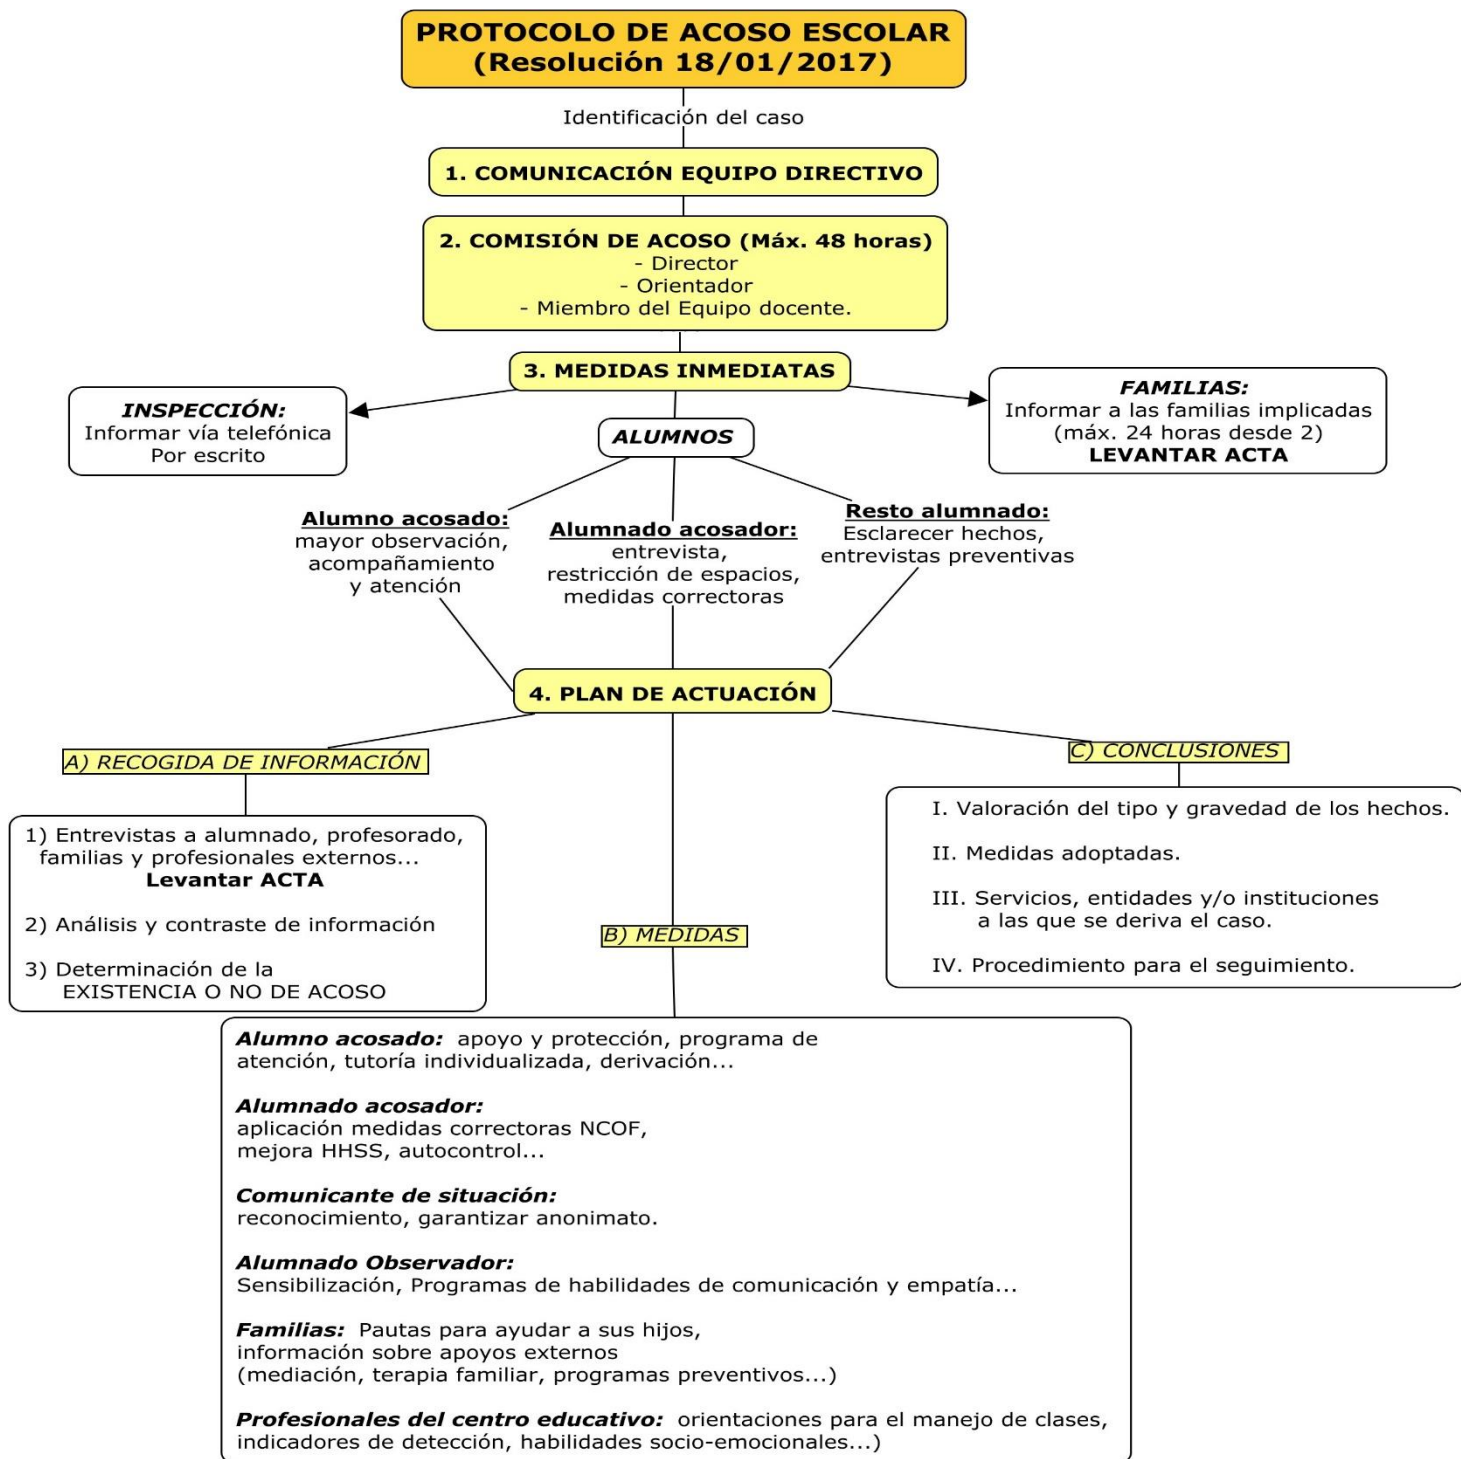 PROTOCOLO DE ACOSO ESCOLAR
(Resolución 18/01/2017)
Identificación del caso
1. COMUNICACIÓN EQUIPO DIRECTIVO
2. COMISIÓN DE ACOSO (Máx. 48 horas)
- Director
- Orientador
- Miembro del Equipo docente.
3. MEDIDAS INMEDIATAS
INSPECCIÓN:
Informar vía telefónica
Por escrito
ALUMNOS
FAMILIAS:
Informar a las familias implicadas
(máx. 24 horas desde 2)
LEVANTAR ACTA
Alumno acosado:
mayor observación,
acompañamiento
y atención
Alumnado acosador:
entrevista,
restricción de espacios,
medidas correctoras
Resto alumnado:
Esclarecer hechos,
entrevistas preventivas
4. PLAN DE ACTUACIÓN
A) RECOGIDA DE INFORMACIÓN
1) Entrevistas a alumnado, profesorado,
familias y profesionales externos...
Levantar ACTA
2) Análisis y contraste de información
3) Determinación de la
EXISTENCIA O NO DE ACOSO
B) MEDIDAS
Alumno acosado: apoyo y protección, programa de
atención, tutoría individualizada, derivación...
Alumnado acosador:
aplicación medidas correctoras NCOF,
mejora HHSS, autocontrol...
Comunicante de situación:
reconocimiento, garantizar anonimato.
Alumnado Observador:
Sensibilización, Programas de habilidades de comunicación y empatía...
Familias: Pautas para ayudar a sus hijos,
información sobre apoyos externos
(mediación, terapia familiar, programas preventivos...)
Profesionales del centro educativo: orientaciones para el manejo de clases,
indicadores de detección, habilidades socio-emocionales...)
C) CONCLUSIONES
I. Valoración del tipo y gravedad de los hechos.
II. Medidas adoptadas.
III. Servicios, entidades y/o instituciones
a las que se deriva el caso.
IV. Procedimiento para el seguimiento.